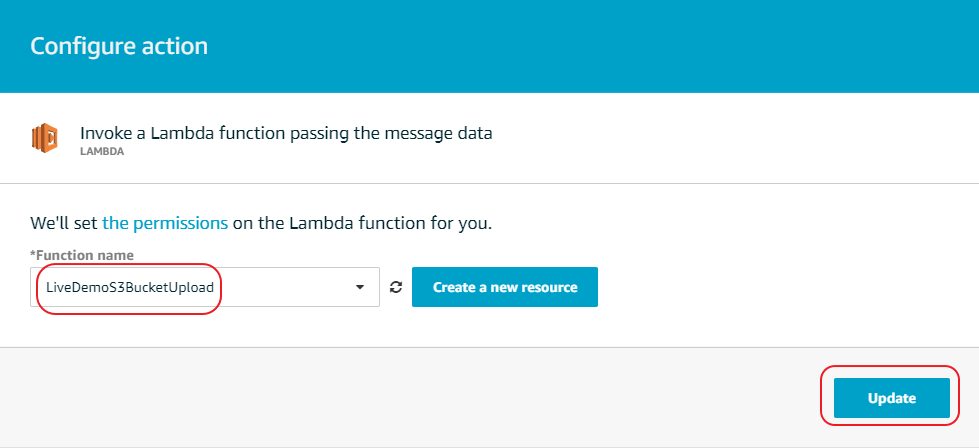 Configure action
Invoke a Lambda function passing the message data
LAMBDA
We'll set the permissions on the Lambda function for you.
*Function name
LiveDemoS3BucketUpload
Create a new resource
Update